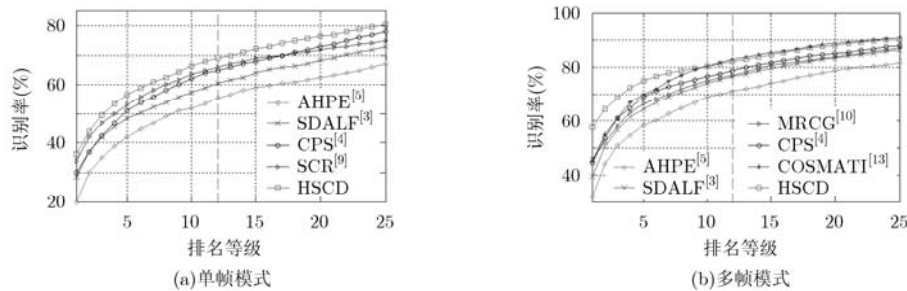 识别率(%)
80
60
40
20
5
10
15
20
25
AHPE[5]
SDALF[3]
CPS[4]
SCR[9]
HSCD
排名等级
(a)单帧模式
识别率(%)
100
80
60
40
5
10
15
20
25
AHPE[5]
SDALF[3]
MRCG[10]
CPS[4]
COSMATI[13]
HSCD
排名等级
(b)多帧模式